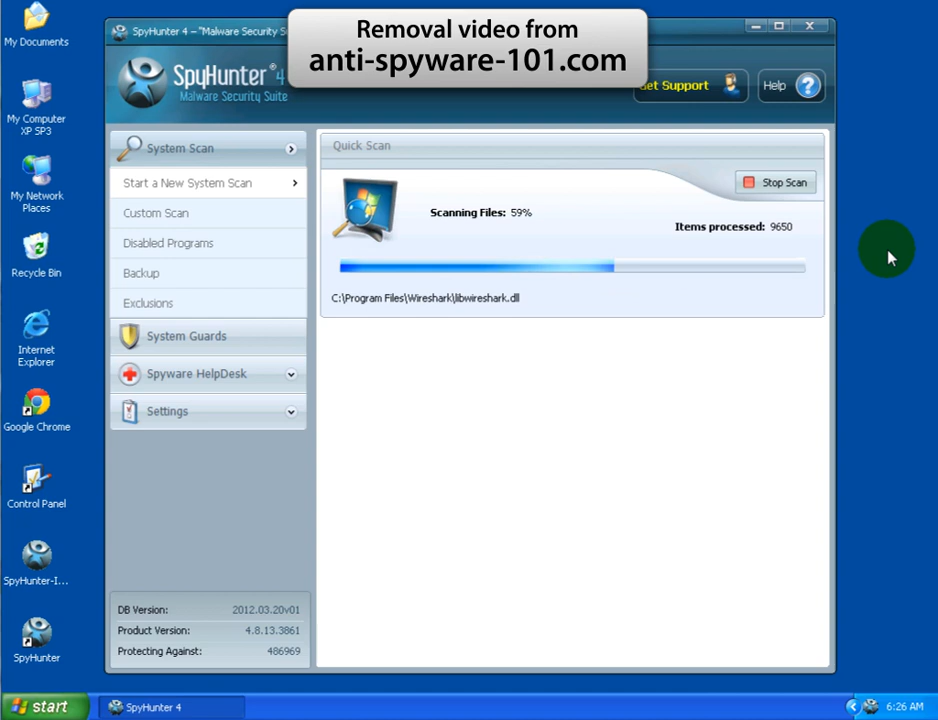 Removal video from
anti-spyware-101.com
My Documents
My Computer
XP SP3
My Network
Places
Recycle Bin
Internet
Explorer
Google Chrome
Control Panel
SpyHunter-I...
SpyHunter
SpyHunter 4 – "Malware Security S
SpyHunter® 4
Malware Security Suite
Get Support
Help
?
System Scan
Start a New System Scan
Custom Scan
Disabled Programs
Backup
Exclusions
System Guards
Spyware HelpDesk
Settings
DB Version: 2012.03.20v01
Product Version: 4.8.13.3861
Protecting Against: 486969
Quick Scan
Stop Scan
Scanning Files: 59%
Items processed: 9650
C:\Program Files\Wireshark\libwireshark.dll
start
SpyHunter 4
6:26 AM